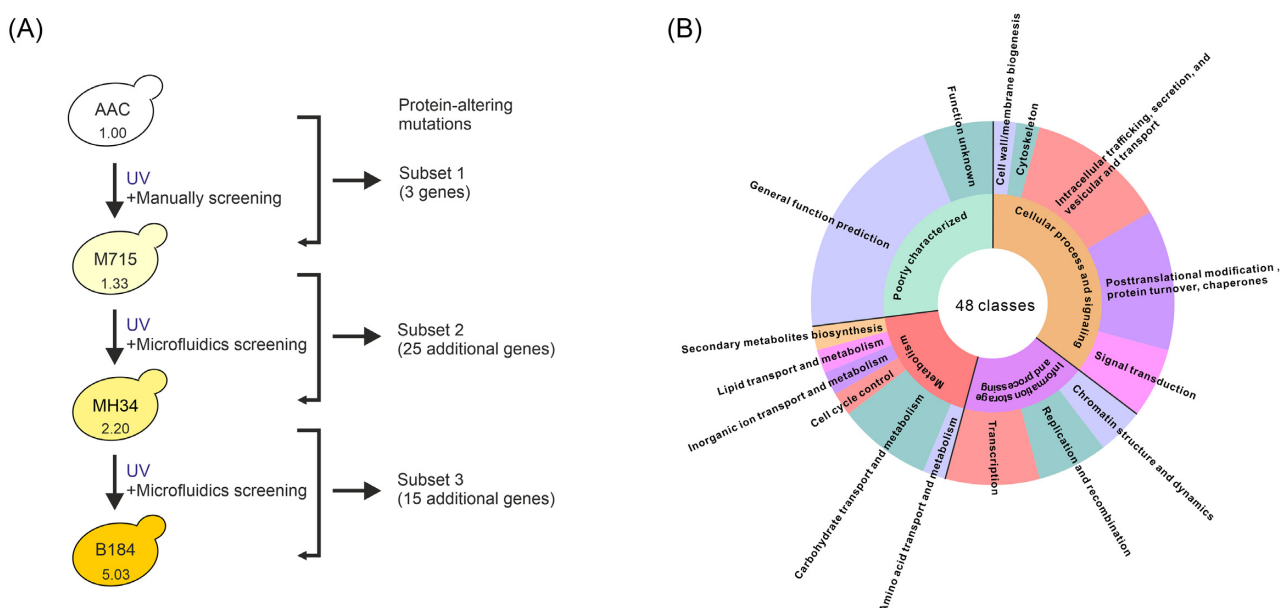 (A)
AAC
1.00
UV
+Manually screening
M715
1.33
UV
+Microfluidics screening
MH34
2.20
UV
+Microfluidics screening
B184
5.03
Protein-altering
mutations
Subset 1
(3 genes)
Subset 2
(25 additional genes)
Subset 3
(15 additional genes)
(B)
48 classes
Cellular process and signaling
Information storage
and processing
Metabolism
Poorly characterized
Cell wall/membrane biogenesis
Cytoskeleton
Intracellular trafficking, secretion, and
vesicular and transport
Posttranslational modification ,
protein turnover, chaperones
Signal transduction
Chromatin structure and dynamics
Replication and recombination
Transcription
Amino acid transport and metabolism
Carbohydrate transport and metabolism
Cell cycle control
Inorganic ion transport and metabolism
Lipid transport and metabolism
Secondary metabolites biosynthesis
General function prediction
Function unknown